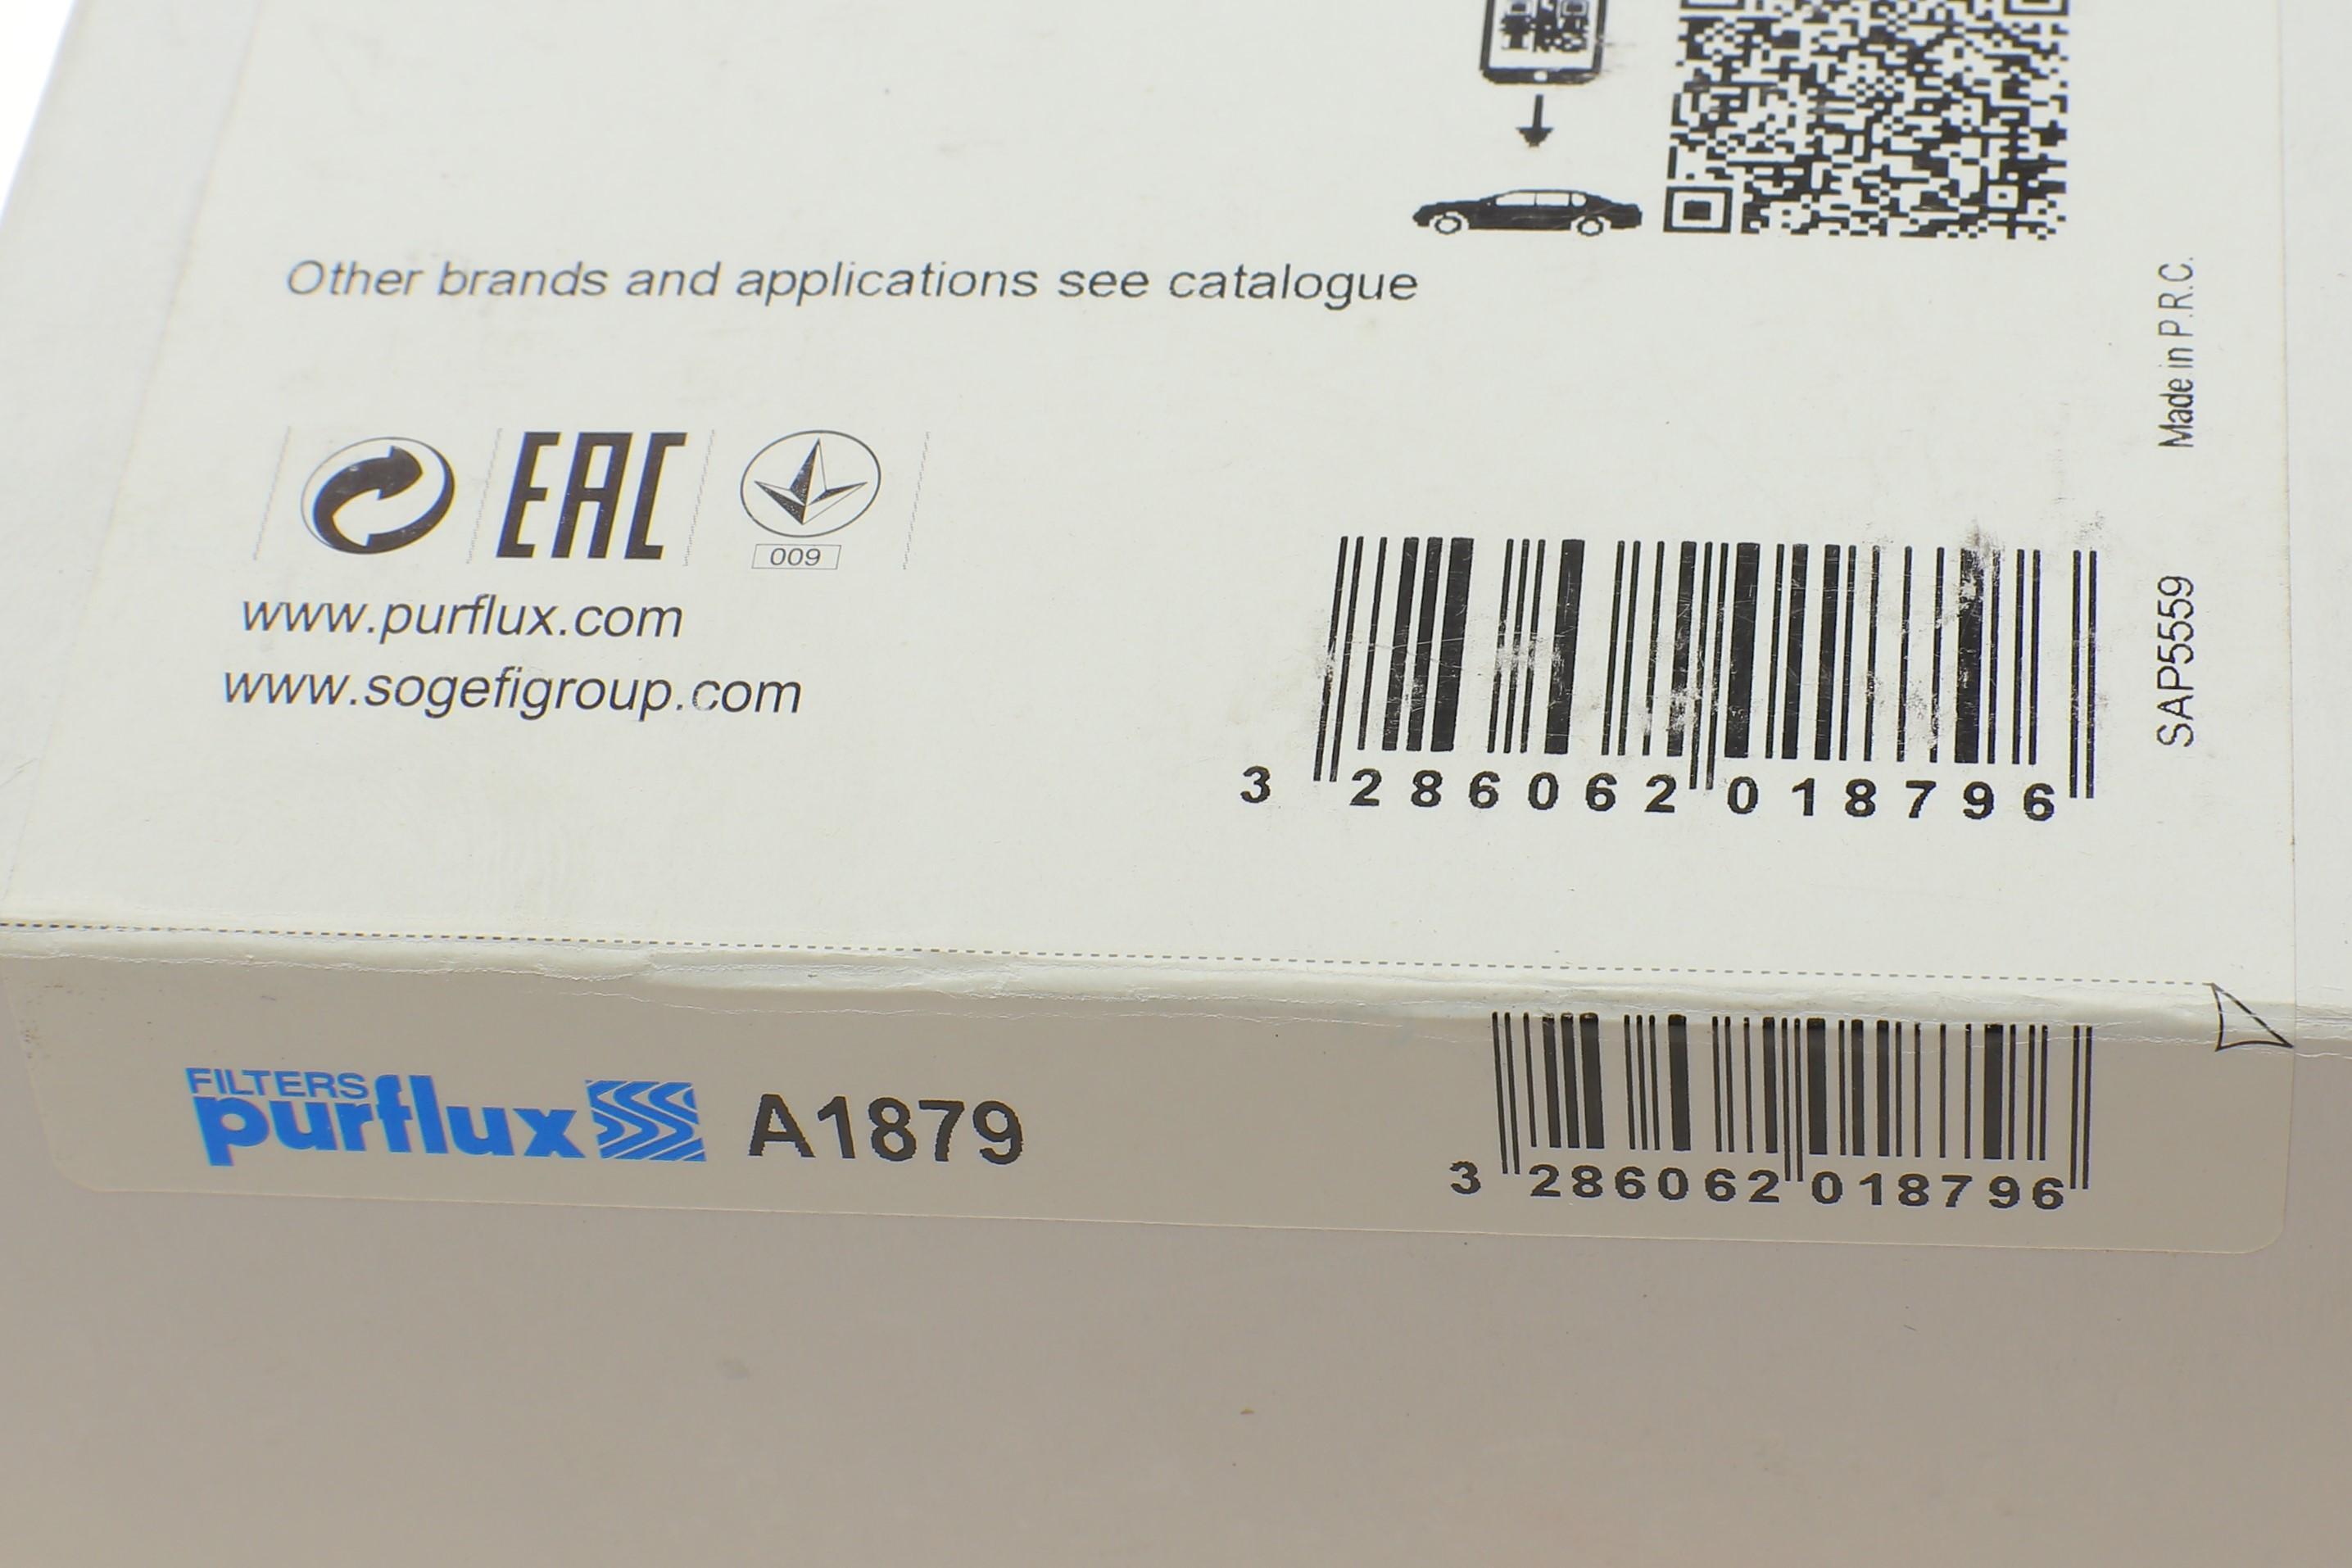 Other brands and applications see catalogue
Made in P.R.C.
EAC
009
www.purflux.com
www.sogefigroup.com
SAP5559
3 286062 018796
FILTERS
purflux A1879
3 286062 018796